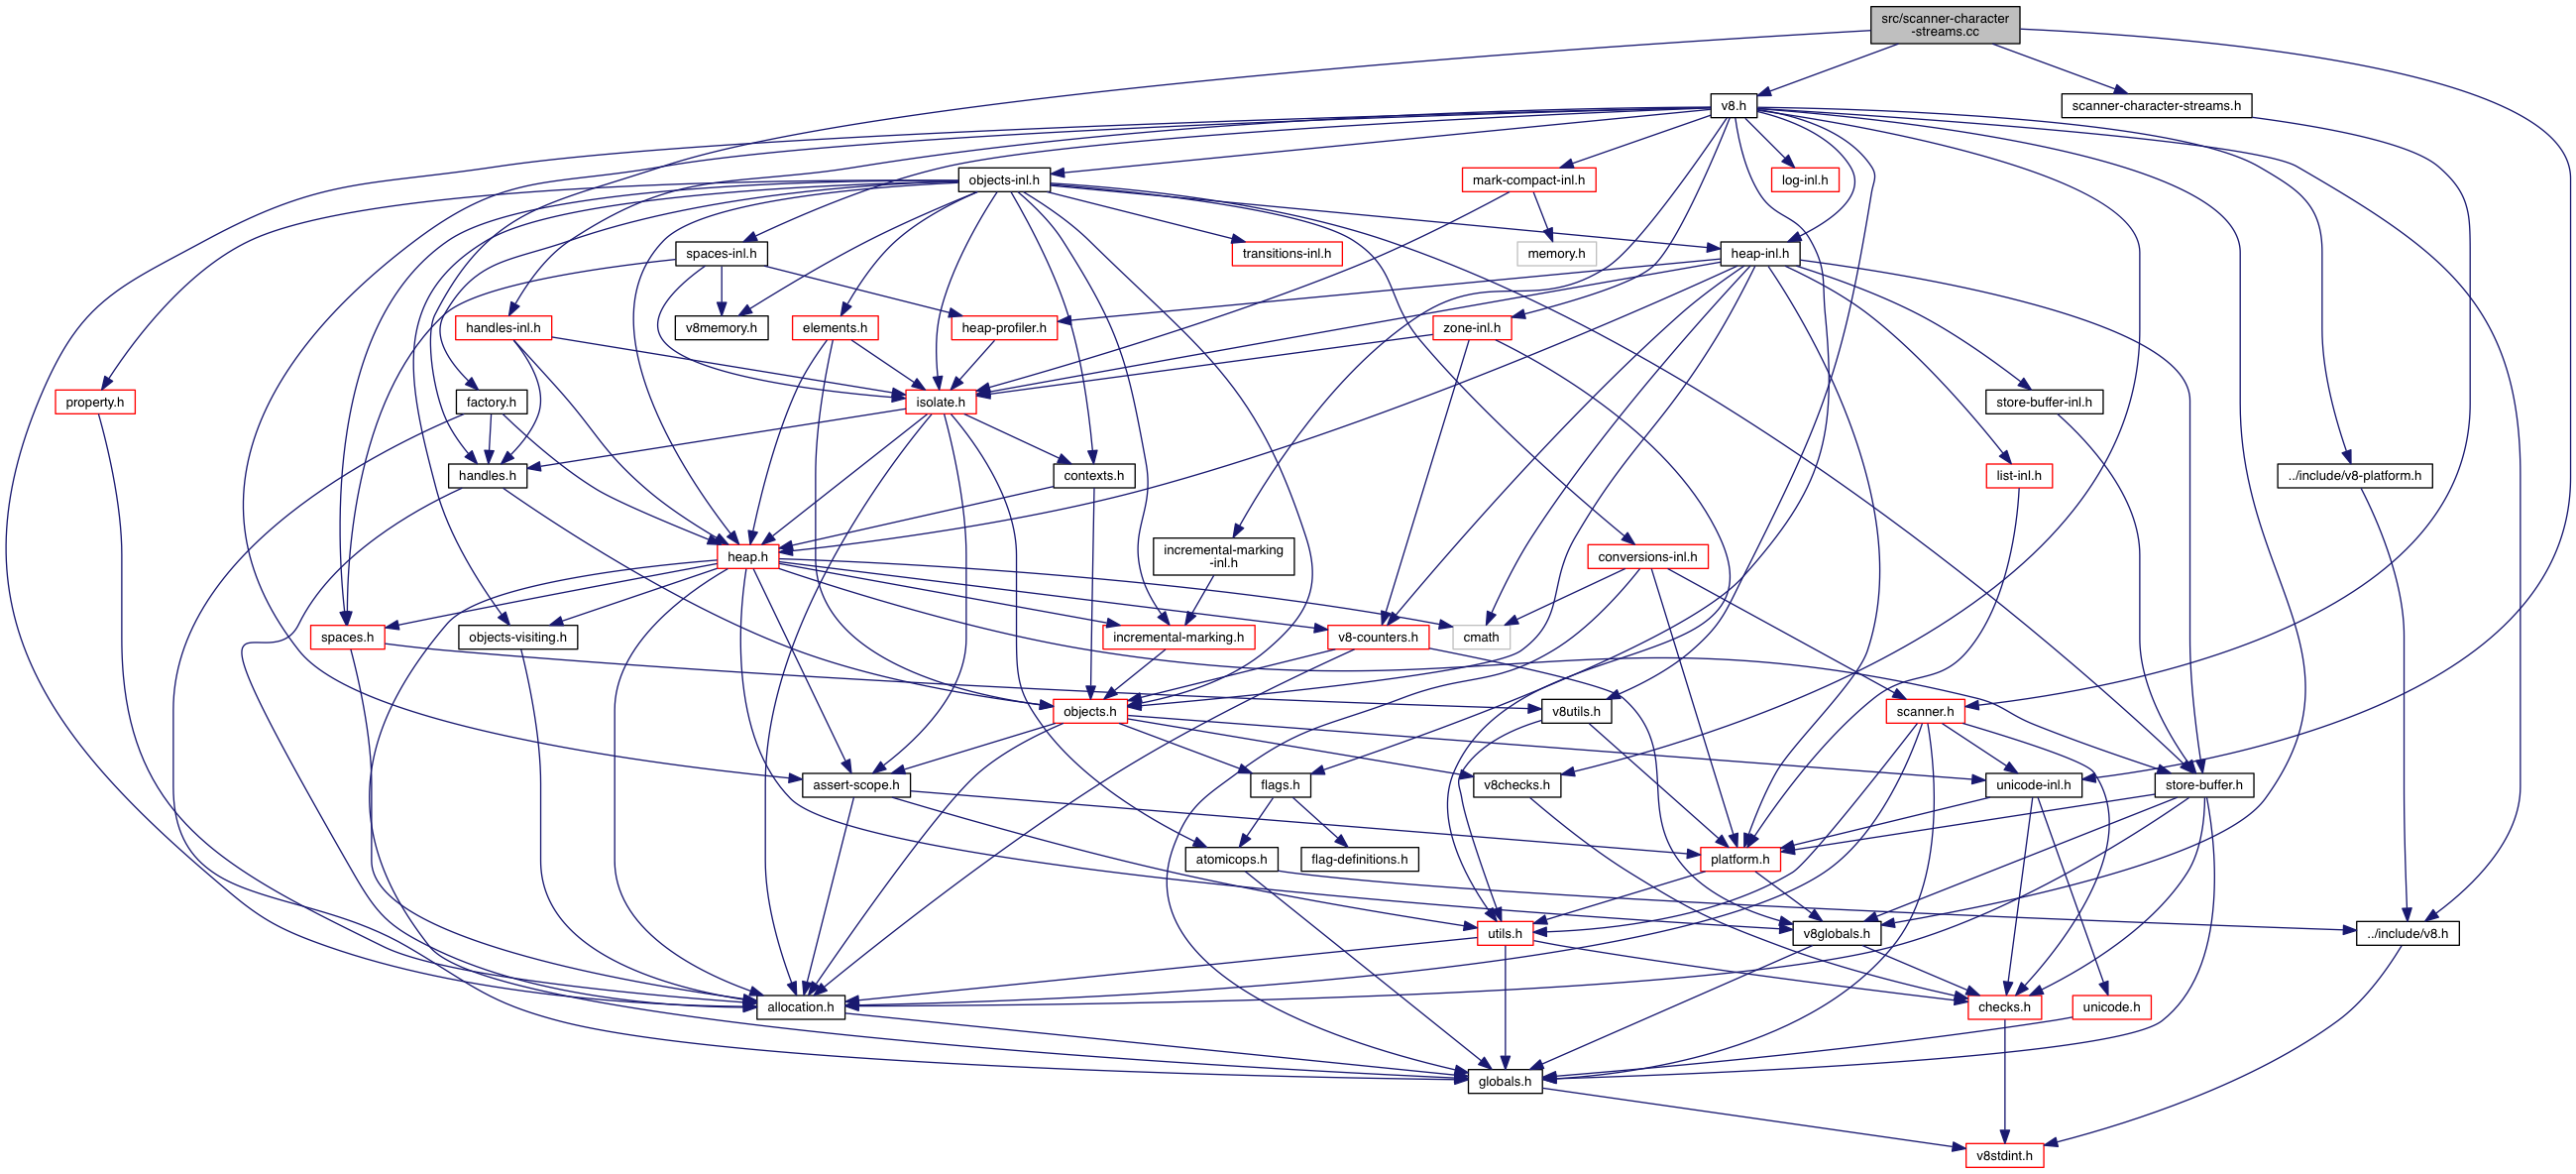 src/scanner-character
-streams.cc
v8.h
scanner-character-streams.h
objects-inl.h
mark-compact-inl.h
log-inl.h
spaces-inl.h
transitions-inl.h
memory.h
heap-inl.h
handles-inl.h
v8memory.h
elements.h
heap-profiler.h
zone-inl.h
property.h
factory.h
isolate.h
store-buffer-inl.h
handles.h
contexts.h
list-inl.h
../include/v8-platform.h
heap.h
incremental-marking
-inl.h
conversions-inl.h
spaces.h
objects-visiting.h
incremental-marking.h
v8-counters.h
cmath
objects.h
v8utils.h
scanner.h
assert-scope.h
flags.h
v8checks.h
unicode-inl.h
store-buffer.h
atomicops.h
flag-definitions.h
platform.h
utils.h
v8globals.h
../include/v8.h
allocation.h
checks.h
unicode.h
globals.h
v8stdint.h